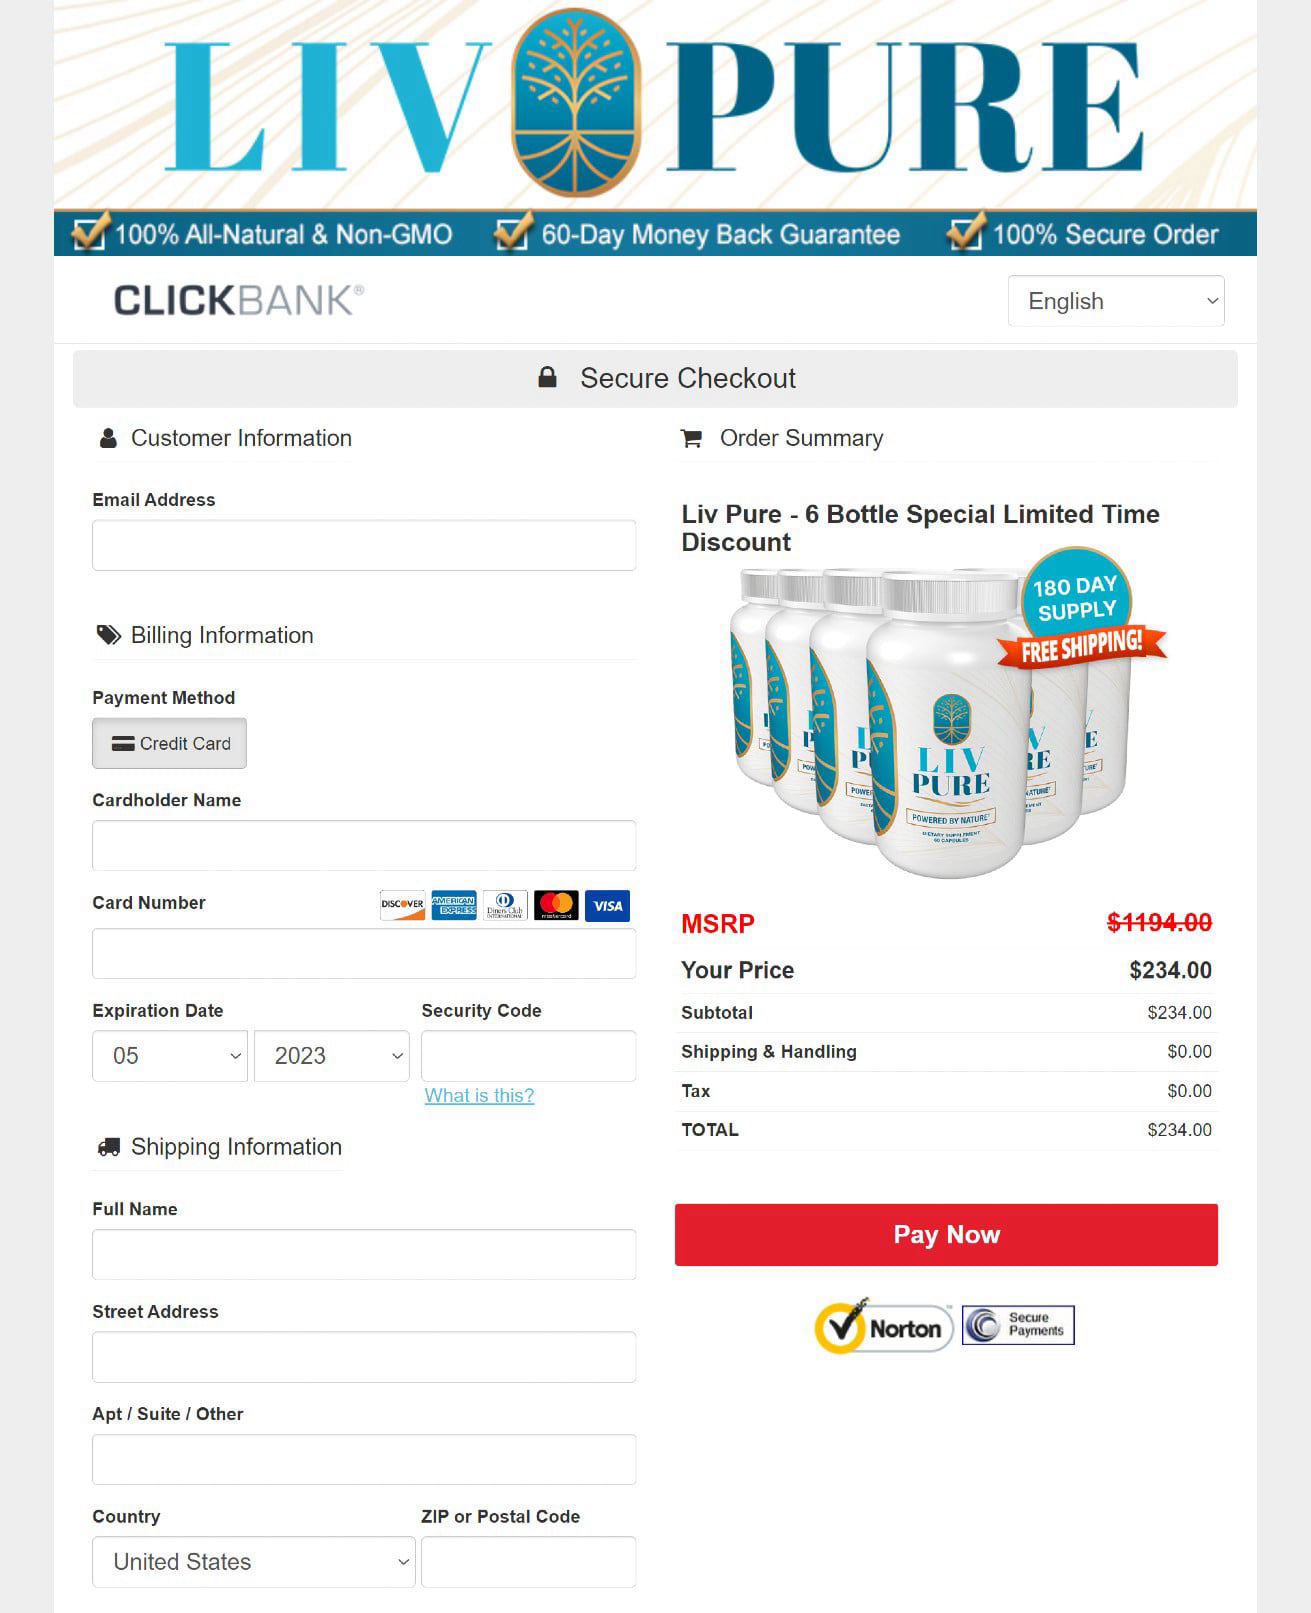 LIV PURE
100% All-Natural & Non-GMO
60-Day Money Back Guarantee
100% Secure Order
CLICKBANK®
English
Secure Checkout
Customer Information
Email Address
Billing Information
Payment Method
Credit Card
Cardholder Name
Card Number
DISCOVER
AMERICAN EXPRESS
Diners Club
INTERNATIONAL
mastercard
VISA
Expiration Date
Security Code
05
2023
What is this?
Shipping Information
Full Name
Street Address
Apt / Suite / Other
Country
ZIP or Postal Code
United States
Order Summary
Liv Pure - 6 Bottle Special Limited Time
Discount
180 DAY
SUPPLY
FREE SHIPPING!
LIV
PURE
POWERED BY NATURE
DIETARY SUPPLEMENT
60 CAPSULES
MSRP $1194.00
Your Price $234.00
Subtotal $234.00
Shipping & Handling $0.00
Tax $0.00
TOTAL $234.00
Pay Now
Norton
Secure
Payments